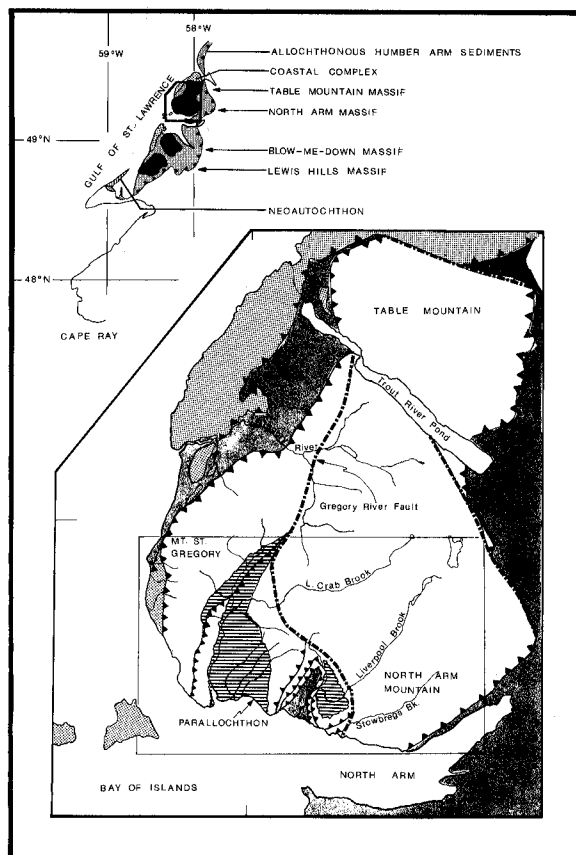 59°W
58°W
ALLOCHTHONOUS HUMBER ARM SEDIMENTS
COASTAL COMPLEX
TABLE MOUNTAIN MASSIF
NORTH ARM MASSIF
GULF OF ST. LAWRENCE
49°N
BLOW-ME-DOWN MASSIF
LEWIS HILLS MASSIF
NEOAUTOCHTHON
48°N
CAPE RAY
TABLE MOUNTAIN
Trout River Pond
River
Gregory River Fault
MT. ST.
GREGORY
L. Crab Brook
Liverpool Brook
NORTH ARM
MOUNTAIN
Stowbregs Bk.
PARALLOCHTHON
NORTH ARM
BAY OF ISLANDS